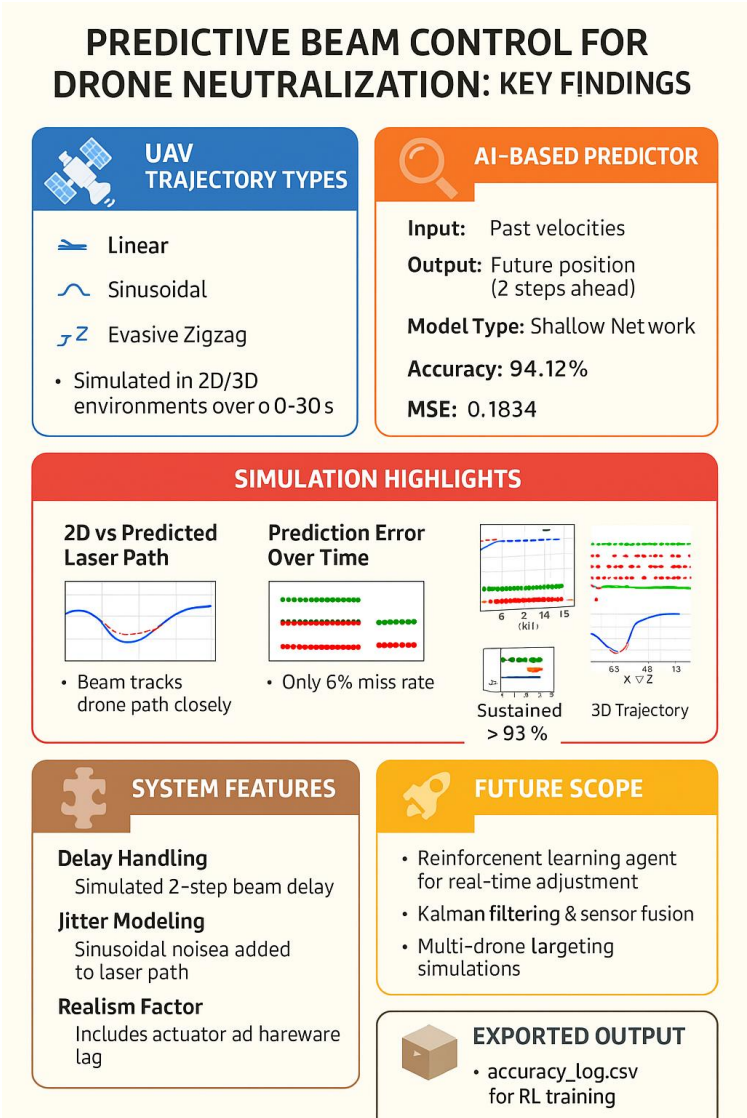 PREDICTIVE BEAM CONTROL FOR
DRONE NEUTRALIZATION: KEY FINDINGS
UAV
TRAJECTORY TYPES
Linear
Sinusoidal
Evasive Zigzag
• Simulated in 2D/3D
environments over o 0-30 s
AI-BASED PREDICTOR
Input: Past velocities
Output: Future position
(2 steps ahead)
Model Type: Shallow Network
Accuracy: 94.12%
MSE: 0.1834
SIMULATION HIGHLIGHTS
2D vs Predicted
Laser Path
• Beam tracks
drone path closely
Prediction Error
Over Time
• Only 6% miss rate
6 2 14 15
(kil)
Sustained
> 93 %
63 48 13
X ▽ Z
3D Trajectory
SYSTEM FEATURES
Delay Handling
Simulated 2-step beam delay
Jitter Modeling
Sinusoidal noisea added
to laser path
Realism Factor
Includes actuator ad hareware
lag
FUTURE SCOPE
• Reinforcenent learning agent
for real-time adjustment
• Kalman filtering & sensor fusion
• Multi-drone largeting
simulations
EXPORTED OUTPUT
• accuracy_log.csv
for RL training